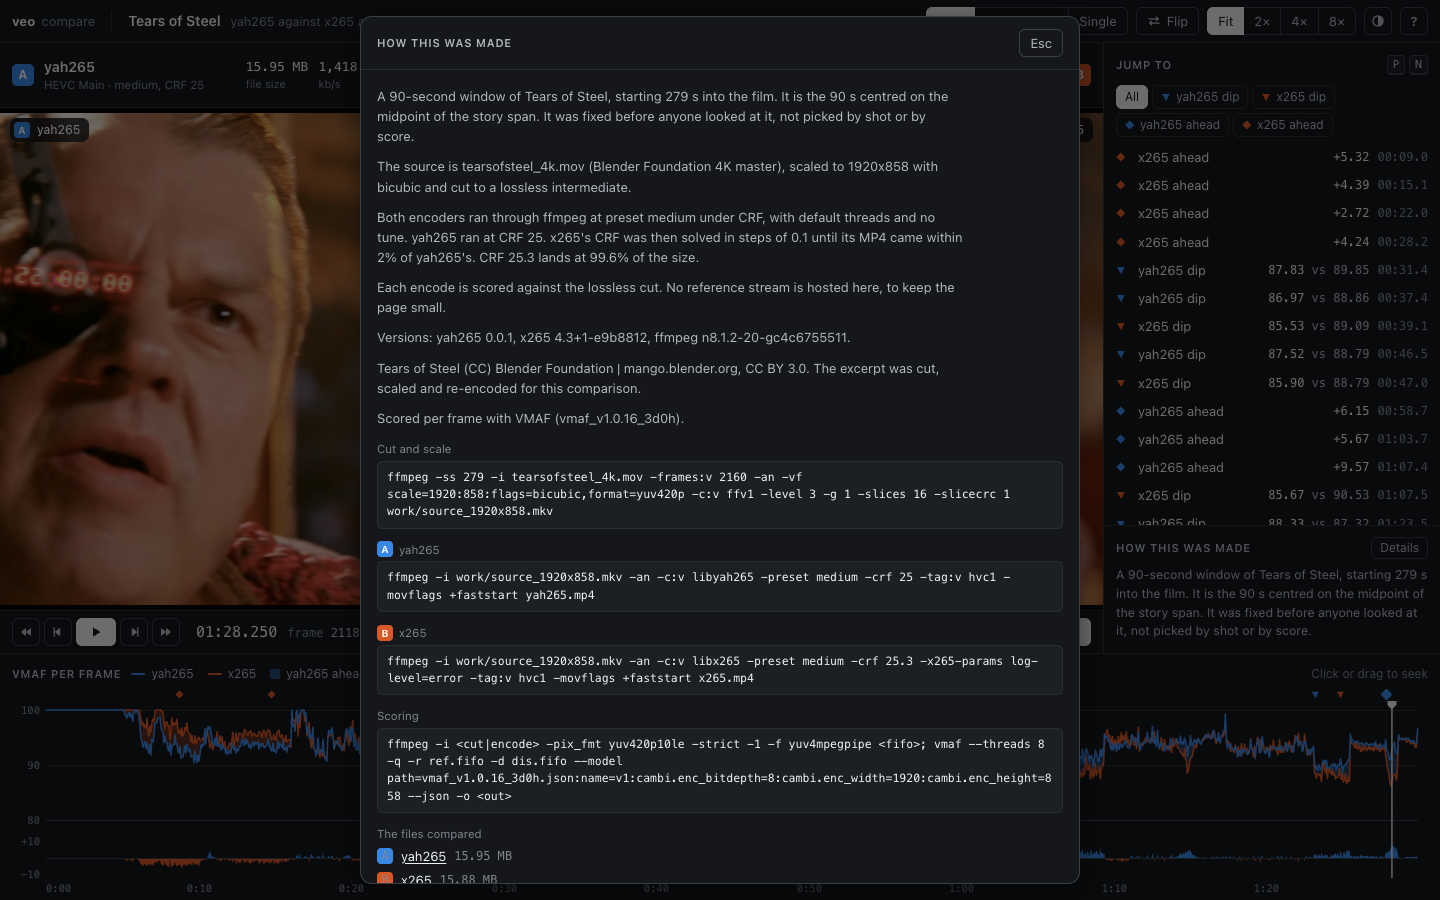 veo compare Tears of Steel yah265 against x265 a
Single Flip Fit 2× 4× 8× ?
A yah265 15.95 MB 1,418
HEVC Main · medium, CRF 25 file size kb/s
A yah265
:22 00:00
HOW THIS WAS MADE Esc
A 90-second window of Tears of Steel, starting 279 s into the film. It is the 90 s centred on the
midpoint of the story span. It was fixed before anyone looked at it, not picked by shot or by
score.
The source is tearsofsteel_4k.mov (Blender Foundation 4K master), scaled to 1920x858 with
bicubic and cut to a lossless intermediate.
Both encoders ran through ffmpeg at preset medium under CRF, with default threads and no
tune. yah265 ran at CRF 25. x265's CRF was then solved in steps of 0.1 until its MP4 came within
2% of yah265's. CRF 25.3 lands at 99.6% of the size.
Each encode is scored against the lossless cut. No reference stream is hosted here, to keep the
page small.
Versions: yah265 0.0.1, x265 4.3+1-e9b8812, ffmpeg n8.1.2-20-gc4c6755511.
Tears of Steel (CC) Blender Foundation | mango.blender.org, CC BY 3.0. The excerpt was cut,
scaled and re-encoded for this comparison.
Scored per frame with VMAF (vmaf_v1.0.16_3d0h).
Cut and scale
ffmpeg -ss 279 -i tearsofsteel_4k.mov -frames:v 2160 -an -vf
scale=1920:858:flags=bicubic,format=yuv420p -c:v ffv1 -level 3 -g 1 -slices 16 -slicecrc 1
work/source_1920x858.mkv
A yah265
ffmpeg -i work/source_1920x858.mkv -an -c:v libyah265 -preset medium -crf 25 -tag:v hvc1 -
movflags +faststart yah265.mp4
B x265
ffmpeg -i work/source_1920x858.mkv -an -c:v libx265 -preset medium -crf 25.3 -x265-params log-
level=error -tag:v hvc1 -movflags +faststart x265.mp4
Scoring
ffmpeg -i <cut|encode> -pix_fmt yuv420p10le -strict -1 -f yuv4mpegpipe <fifo>; vmaf --threads 8
-q -r ref.fifo -d dis.fifo --model
path=vmaf_v1.0.16_3d0h.json:name=v1:cambi.enc_bitdepth=8:cambi.enc_width=1920:cambi.enc_height=8
58 --json -o <out>
The files compared
A yah265 15.95 MB
x265 15.88 MB
B
5
JUMP TO P N
All yah265 dip x265 dip
yah265 ahead x265 ahead
x265 ahead +5.32 00:09.0
x265 ahead +4.39 00:15.1
x265 ahead +2.72 00:22.0
x265 ahead +4.24 00:28.2
yah265 dip 87.83 vs 89.85 00:31.4
yah265 dip 86.97 vs 88.86 00:37.4
x265 dip 85.53 vs 89.09 00:39.1
yah265 dip 87.52 vs 88.79 00:46.5
x265 dip 85.90 vs 88.79 00:47.0
yah265 ahead +6.15 00:58.7
yah265 ahead +5.67 01:03.7
yah265 ahead +9.57 01:07.4
x265 dip 85.67 vs 90.53 01:07.5
yah265 dip 88.33 vs 87.32 01:23.5
HOW THIS WAS MADE Details
A 90-second window of Tears of Steel, starting 279 s
into the film. It is the 90 s centred on the midpoint of
the story span. It was fixed before anyone looked at
it, not picked by shot or by score.
01:28.250 frame 2118
VMAF PER FRAME yah265 x265 yah265 ahea
Click or drag to seek
100
90
80
+10
-10
0:00 0:10 0:20 0:30 0:40 0:50 1:00 1:10 1:20